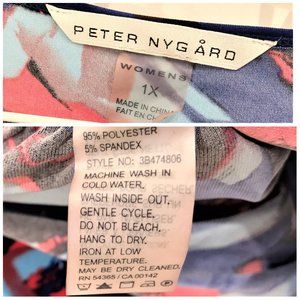 PETER NYGÅRD
WOMENS
1X
MADE IN CHINA
FAIT EN CH
95% POLYESTER
5% SPANDEX
STYLE NO: 3B474806
MACHINE WASH IN
COLD WATER.
WASH INSIDE OUT.
GENTLE CYCLE.
DO NOT BLEACH.
HANG TO DRY.
IRON AT LOW
TEMPERATURE.
MAY BE DRY CLEANED.
RN 54365 / CA 00142